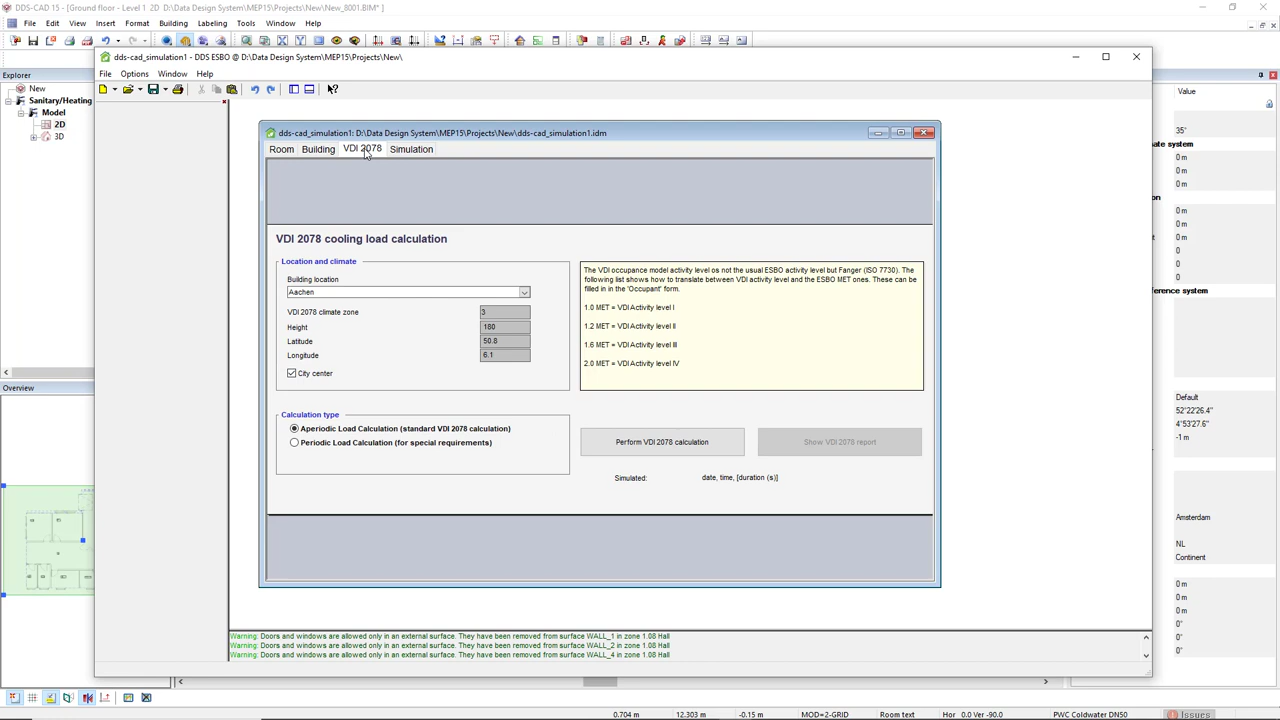 DDS-CAD 15 - [Ground floor - Level 1 2D D:\Data Design System\MEP15\Projects\New\New_8001.BIM* ]
File Edit View Insert Format Building Labeling Tools Window Help
dds-cad_simulation1 - DDS ESBO @ D:\Data Design System\MEP15\Projects\New\
File Options Window Help
Explorer
New
Sanitary/Heating
Model
2D
3D
Overview
dds-cad_simulation1: D:\Data Design System\MEP15\Projects\New\dds-cad_simulation1.idm
Room Building VDI 2078 Simulation
VDI 2078 cooling load calculation
Location and climate
Building location
Aachen
VDI 2078 climate zone 3
Height 180
Latitude 50.8
Longitude 6.1
City center
The VDI occupance model activity level os not the usual ESBO activity level but Fanger (ISO 7730). The
following list shows how to translate between VDI activity level and the ESBO MET ones. These can be
filled in in the 'Occupant' form.
1.0 MET = VDI Activity level I
1.2 MET = VDI Activity level II
1.6 MET = VDI Activity level III
2.0 MET = VDI Activity level IV
Calculation type
Aperiodic Load Calculation (standard VDI 2078 calculation)
Periodic Load Calculation (for special requirements)
Perform VDI 2078 calculation
Show VDI 2078 report
Simulated: date, time, [duration (s)]
Warning: Doors and windows are allowed only in an external surface. They have been removed from surface WALL_1 in zone 1.08 Hall
Warning: Doors and windows are allowed only in an external surface. They have been removed from surface WALL_2 in zone 1.08 Hall
Warning: Doors and windows are allowed only in an external surface. They have been removed from surface WALL_4 in zone 1.08 Hall
Value
35°
ate system
0 m
0 m
0 m
on
0 m
0 m
0 m
0
0
0
ference system
Default
52°22'26.4"
4°53'27.6"
-1 m
Amsterdam
NL
Continent
0 m
0 m
0 m
0°
0°
0°
0.704 m 12.303 m -0.15 m MOD=2-GRID Room text Hor 0.0 Ver -90.0 PWC Coldwater DN50 Issues